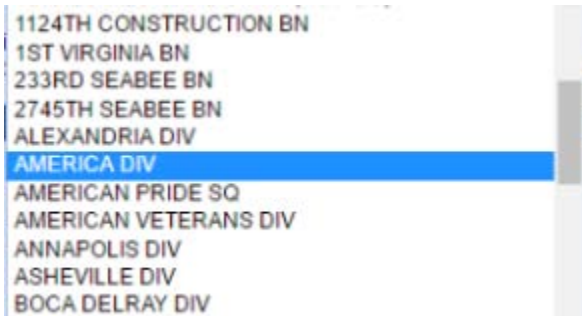 1124TH CONSTRUCTION BN
1ST VIRGINIA BN
233RD SEABEE BN
2745TH SEABEE BN
ALEXANDRIA DIV
AMERICA DIV
AMERICAN PRIDE SQ
AMERICAN VETERANS DIV
ANNAPOLIS DIV
ASHEVILLE DIV
BOCA DELRAY DIV